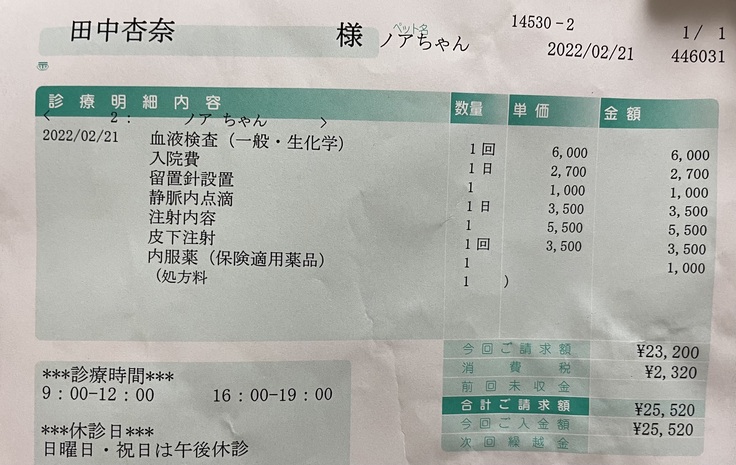 田中杏奈 様 ペット名 ノアちゃん 14530-2 1/ 1
2022/02/21 446031
〒
診療明細内容 数量 単価 金額
< 2: ノア ちゃん >
2022/02/21 血液検査（一般・生化学） 1回 6,000 6,000
入院費 1日 2,700 2,700
留置針設置 1 1,000 1,000
静脈内点滴 1日 3,500 3,500
注射内容 1 5,500 5,500
皮下注射 1回 3,500 3,500
内服薬（保険適用薬品） 1 1,000
（処方料 1 ）
今回ご請求額 ¥23,200
消費税 ¥2,320
前回未収金
合計ご請求額 ¥25,520
今回ご入金額 ¥25,520
次回繰越金
***診療時間***
9:00-12:00 16:00-19:00
***休診日***
日曜日・祝日は午後休診